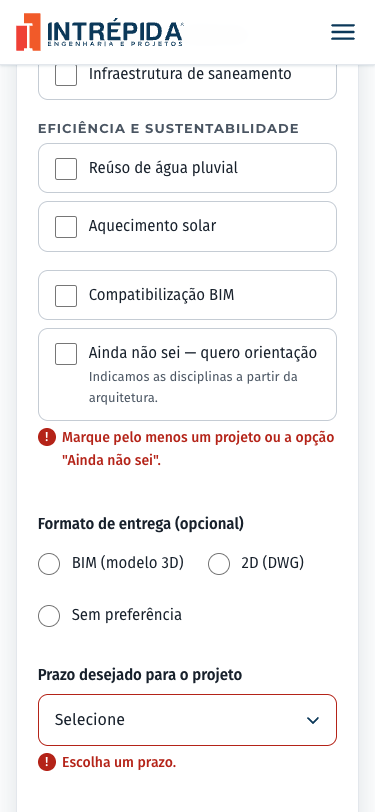 INTRÉPIDA
ENGENHARIA E PROJETOS
Infraestrutura de saneamento
EFICIÊNCIA E SUSTENTABILIDADE
Reúso de água pluvial
Aquecimento solar
Compatibilização BIM
Ainda não sei — quero orientação
Indicamos as disciplinas a partir da
arquitetura.
Marque pelo menos um projeto ou a opção
"Ainda não sei".
Formato de entrega (opcional)
BIM (modelo 3D) 2D (DWG)
Sem preferência
Prazo desejado para o projeto
Selecione
Escolha um prazo.